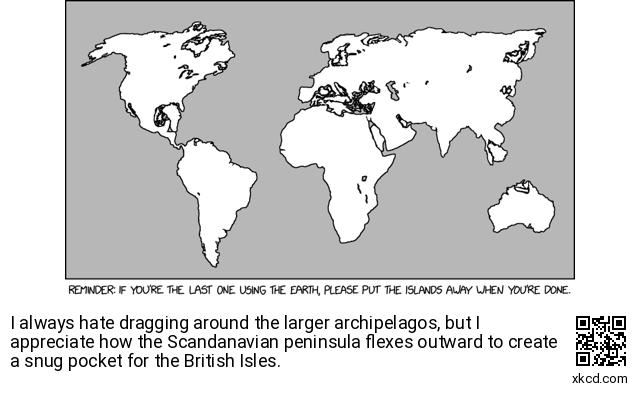 REMINDER: IF YOU'RE THE LAST ONE USING THE EARTH, PLEASE PUT THE ISLANDS AWAY WHEN YOU'RE DONE.
I always hate dragging around the larger archipelagos, but I
appreciate how the Scandanavian peninsula flexes outward to create
a snug pocket for the British Isles.
xkcd.com